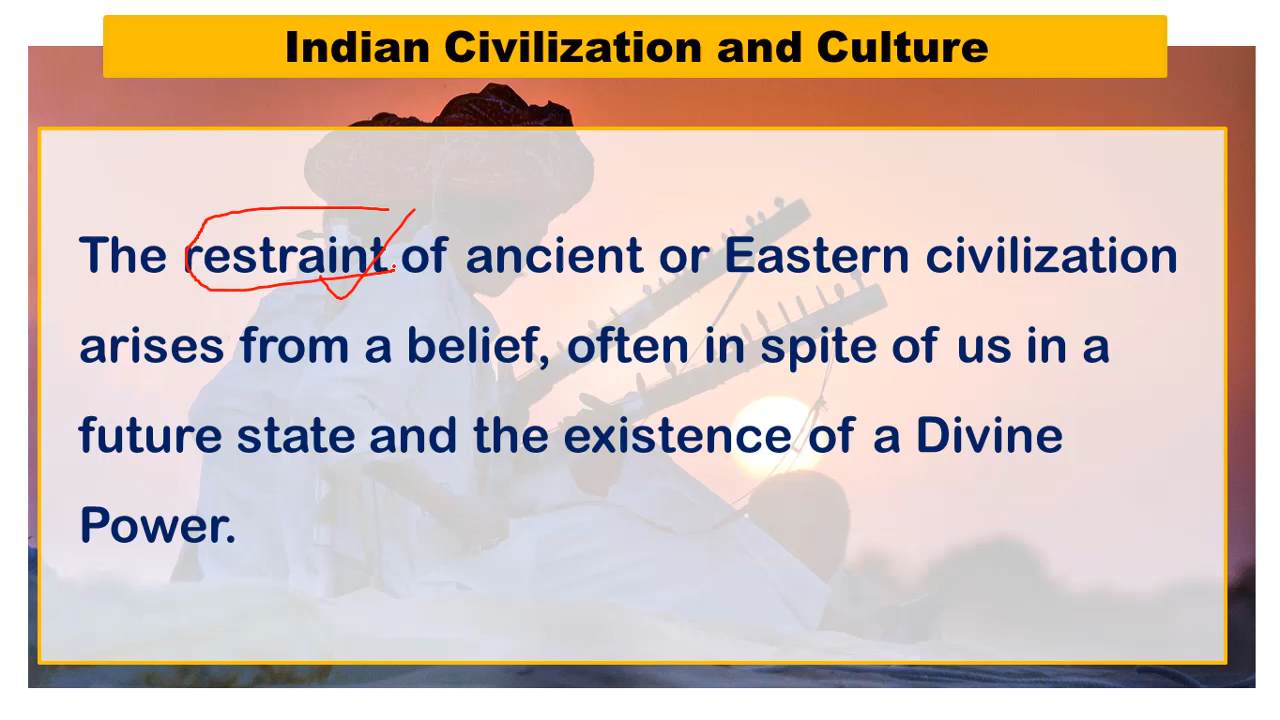 Indian Civilization and Culture
The restraint of ancient or Eastern civilization
arises from a belief, often in spite of us in a
future state and the existence of a Divine
Power.